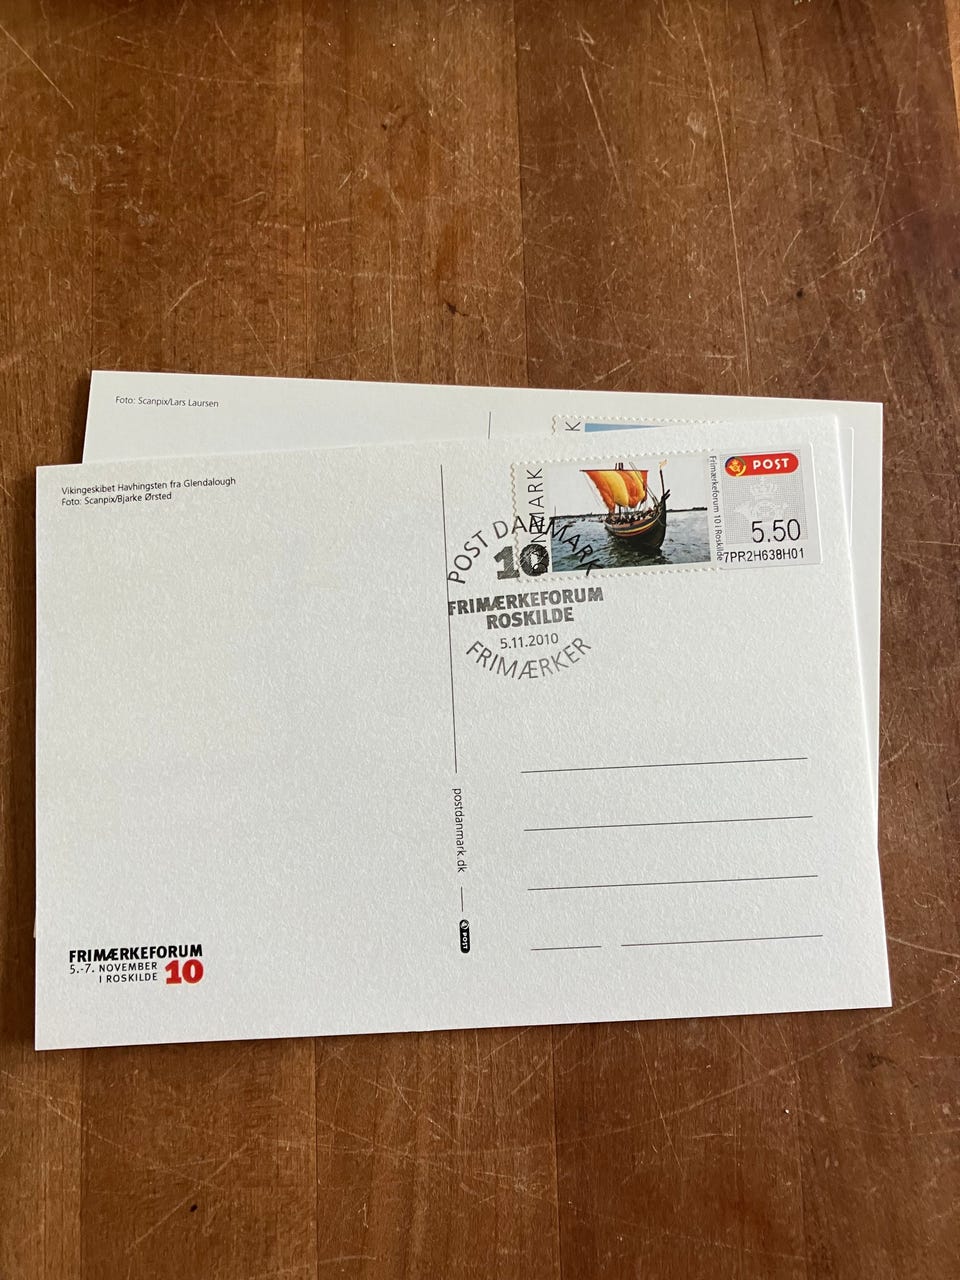 Foto: Scanpix/Lars Laursen
K
Vikingeskibet Havhingsten fra Glendalough
Foto: Scanpix/Bjarke Ørsted
DANMARK
Frimærkeforum 10 i Roskilde
POST
5.50
7PR2H638H01
POST DANMARK
10
FRIMÆRKEFORUM
ROSKILDE
5.11.2010
FRIMÆRKER
postdanmark.dk
POST
FRIMÆRKEFORUM
5.-7. NOVEMBER
I ROSKILDE 10